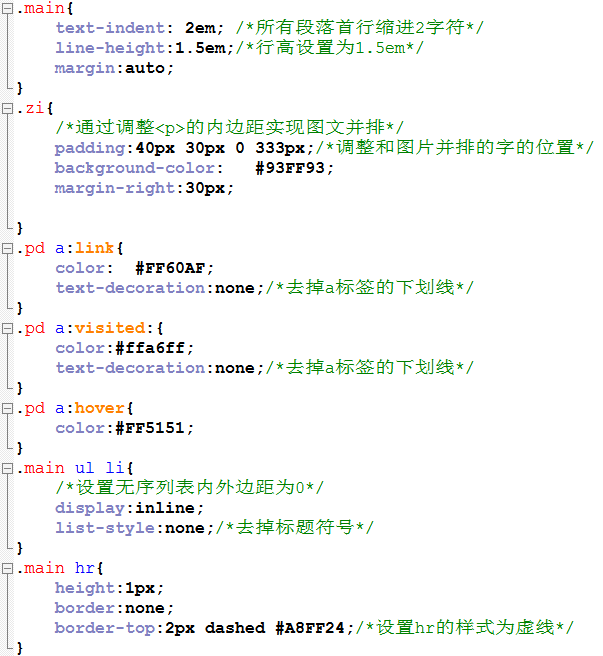 .main{
text-indent: 2em; /*所有段落首行缩进2字符*/
line-height:1.5em;/*行高设置为1.5em*/
margin:auto;
}
.zi{
/*通过调整<p>的内边距实现图文并排*/
padding:40px 30px 0 333px;/*调整和图片并排的字的位置*/
background-color:   #93FF93;
margin-right:30px;
}
.pd a:link{
color:  #FF60AF;
text-decoration:none;/*去掉a标签的下划线*/
}
.pd a:visited:{
color:#ffa6ff;
text-decoration:none;/*去掉a标签的下划线*/
}
.pd a:hover{
color:#FF5151;
}
.main ul li{
/*设置无序列表内外边距为0*/
display:inline;
list-style:none;/*去掉标题符号*/
}
.main hr{
height:1px;
border:none;
border-top:2px dashed #A8FF24;/*设置hr的样式为虚线*/
}